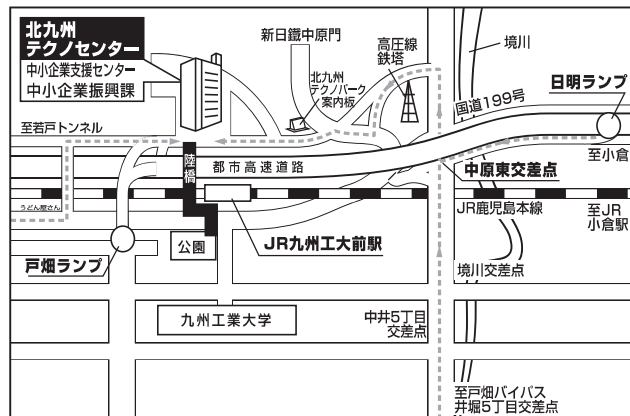 北九州
テクノセンター
中小企業支援センター
中小企業振興課
新日鐵中原門
高圧線
鉄塔
境川
日明ランプ
北九州
テクノパーク
案内板
国道199号
至若戸トンネル
陸橋
都市高速道路
中原東交差点
至小倉
うどん屋さん
JR鹿児島本線
至JR
小倉駅
公園
JR九州工大前駅
戸畑ランプ
境川交差点
九州工業大学
中井5丁目
交差点
至戸畑バイパス
井堀5丁目交差点